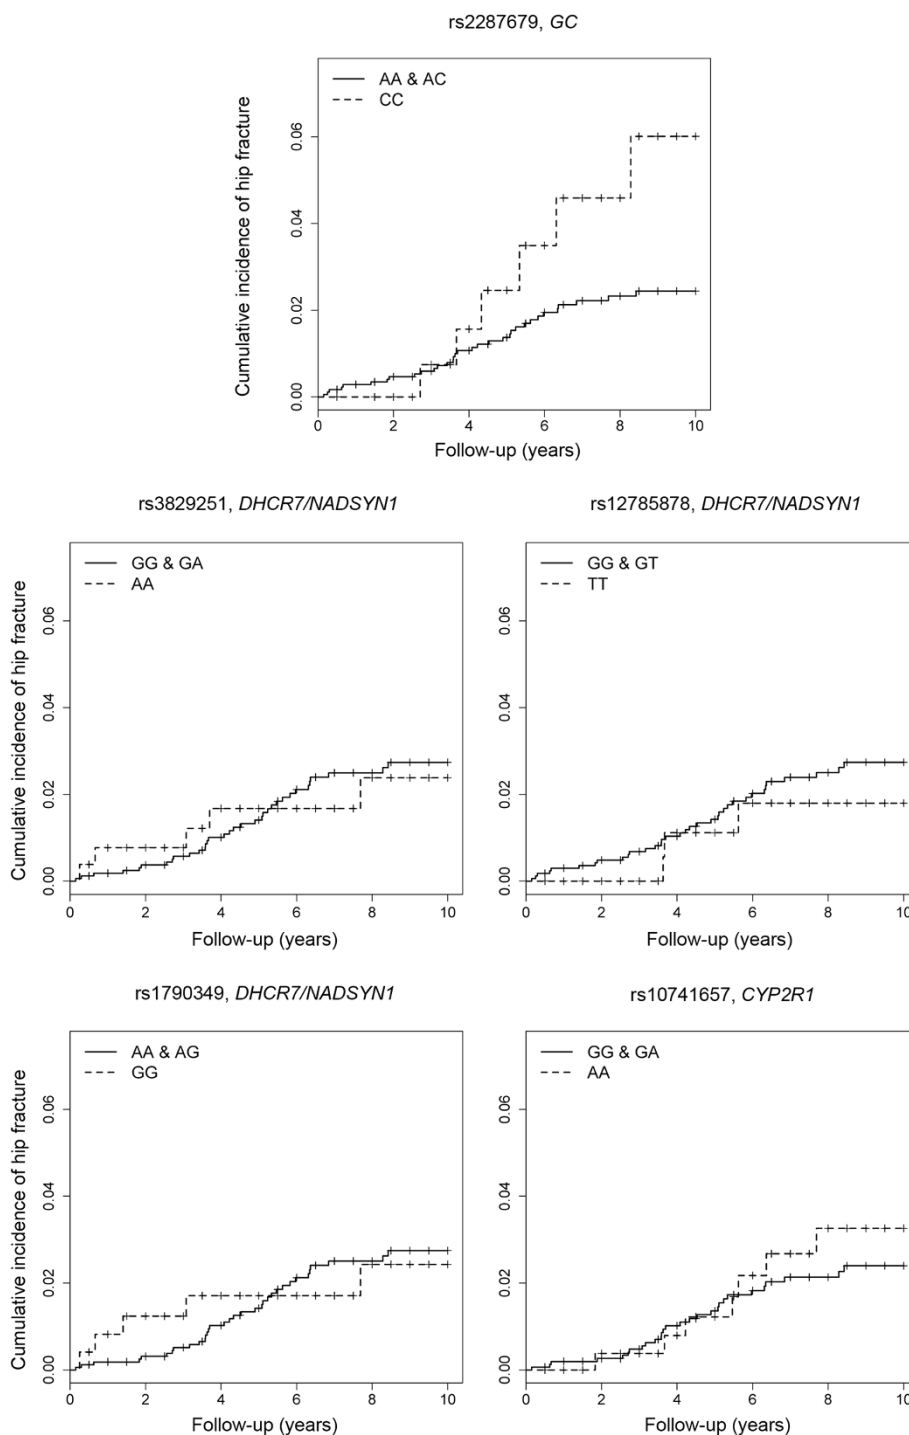 rs2287679, GC
Cumulative incidence of hip fracture
0.06
0.04
0.02
0.00
AA & AC
CC
0 2 4 6 8 10
Follow-up (years)
rs3829251, DHCR7/NADSYN1
Cumulative incidence of hip fracture
0.06
0.04
0.02
0.00
GG & GA
AA
0 2 4 6 8 10
Follow-up (years)
rs12785878, DHCR7/NADSYN1
0.06
0.04
0.02
0.00
GG & GT
TT
0 2 4 6 8 10
Follow-up (years)
rs1790349, DHCR7/NADSYN1
Cumulative incidence of hip fracture
0.06
0.04
0.02
0.00
AA & AG
GG
0 2 4 6 8 10
Follow-up (years)
rs10741657, CYP2R1
0.06
0.04
0.02
0.00
GG & GA
AA
0 2 4 6 8 10
Follow-up (years)